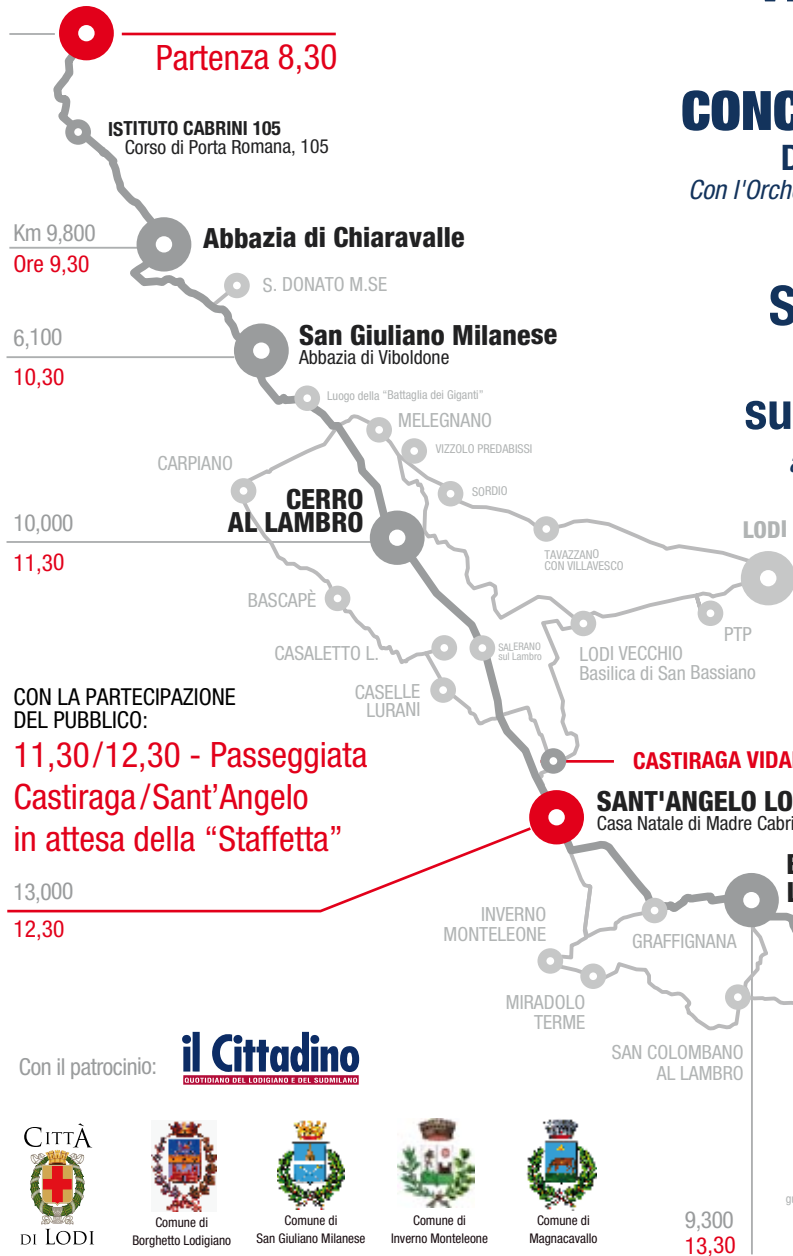 Partenza 8,30
ISTITUTO CABRINI 105
Corso di Porta Romana, 105
CONC
D
Con l'Orch
Km 9,800
Ore 9,30
Abbazia di Chiaravalle
S. DONATO M.SE
S
6,100
10,30
San Giuliano Milanese
Abbazia di Viboldone
Luogo della “Battaglia dei Giganti”
su
MELEGNANO
VIZZOLO PREDABISSI
CARPIANO
SORDIO
CERRO
AL LAMBRO
10,000
11,30
TAVAZZANO
CON VILLAVESCO
LODI
BASCAPÈ
PTP
CASALETTO L.
SALERANO
sul Lambro
LODI VECCHIO
Basilica di San Bassiano
CASELLE
LURANI
CON LA PARTECIPAZIONE
DEL PUBBLICO:
11,30/12,30 - Passeggiata
Castiraga/Sant’Angelo
in attesa della “Staffetta”
CASTIRAGA VIDA
SANT'ANGELO LO
Casa Natale di Madre Cabri
13,000
12,30
L
INVERNO
MONTELEONE
GRAFFIGNANA
MIRADOLO
TERME
SAN COLOMBANO
AL LAMBRO
Con il patrocinio:
il Cittadino
QUOTIDIANO DEL LODIGIANO E DEL SUDMILANO
CITTÀ
DI LODI
Comune di
Borghetto Lodigiano
Comune di
San Giuliano Milanese
Comune di
Inverno Monteleone
Comune di
Magnacavallo
9,300
13,30